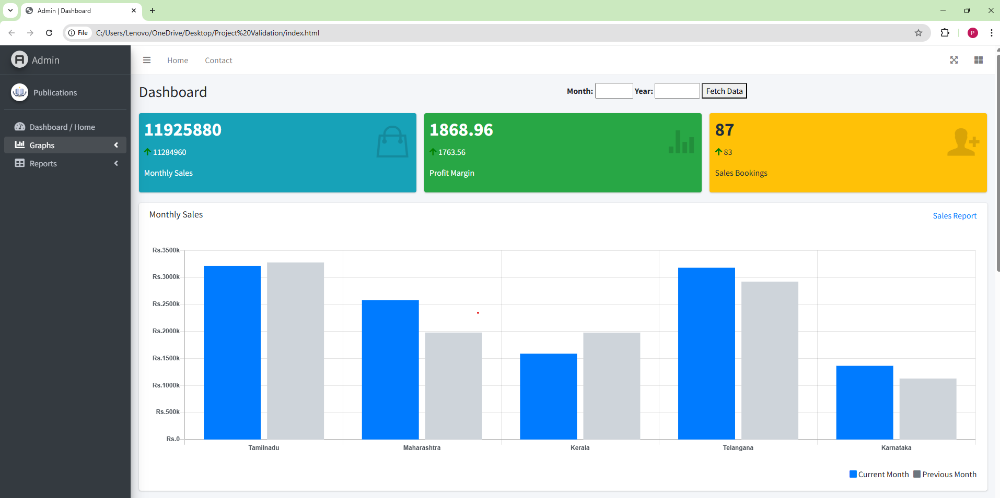 Admin | Dashboard
File C:/Users/Lenovo/OneDrive/Desktop/Project%20Validation/index.html
P
A Admin
Home Contact
Publications
Dashboard / Home
Graphs
Reports
Dashboard
Month: Year: Fetch Data
11925880
11284960
Monthly Sales
1868.96
1763.56
Profit Margin
87
83
Sales Bookings
Monthly Sales
Sales Report
Rs.3500k
Rs.3000k
Rs.2500k
Rs.2000k
Rs.1500k
Rs.1000k
Rs.500k
Rs.0
Tamilnadu Maharashtra Kerala Telangana Karnataka
Current Month Previous Month